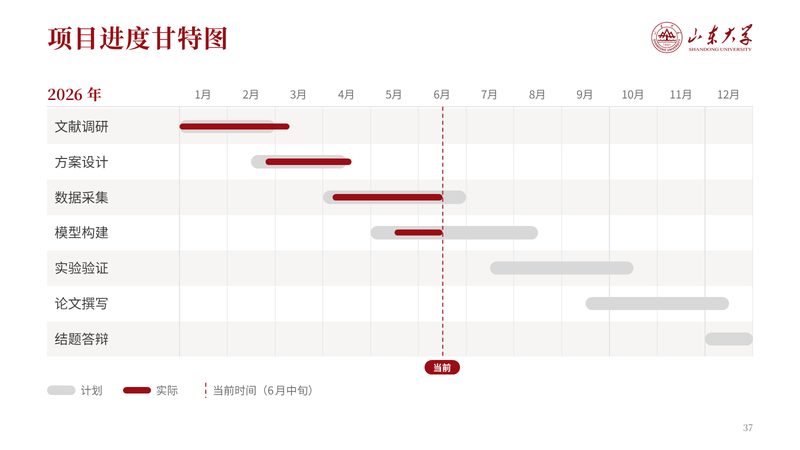 项目进度甘特图
山东大学
SHANDONG UNIVERSITY
2026 年 1月 2月 3月 4月 5月 6月 7月 8月 9月 10月 11月 12月
文献调研
方案设计
数据采集
模型构建
实验验证
论文撰写
结题答辩
当前
计划 实际 当前时间（6月中旬）
37